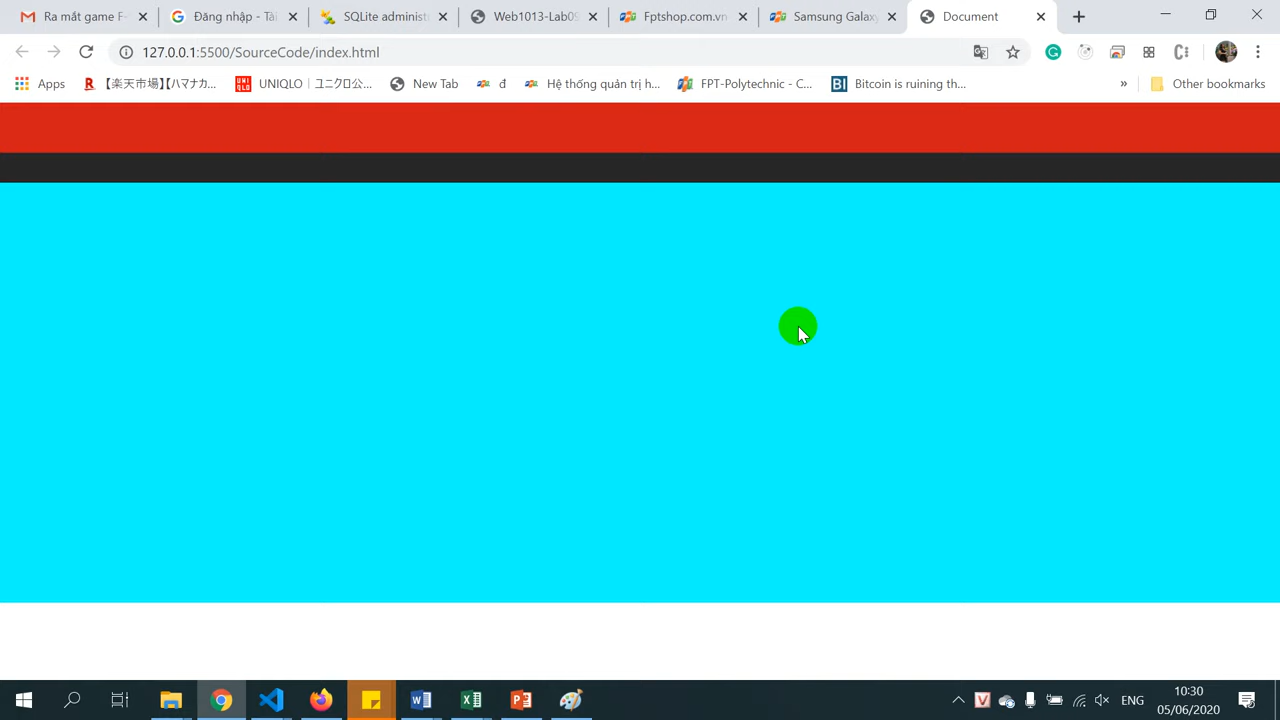 Ra mắt game F-
Đăng nhập - Tài
SQLite administ
Web1013-Lab09
Fptshop.com.vn
Samsung Galax
Document
127.0.0.1:5500/SourceCode/index.html
Apps
【楽天市場】【ハマナカ...
UNIQLO｜ユニクロ公...
New Tab
đ
Hệ thống quản trị h...
FPT-Polytechnic - C...
Bitcoin is ruining th...
»
Other bookmarks
ENG
10:30
05/06/2020